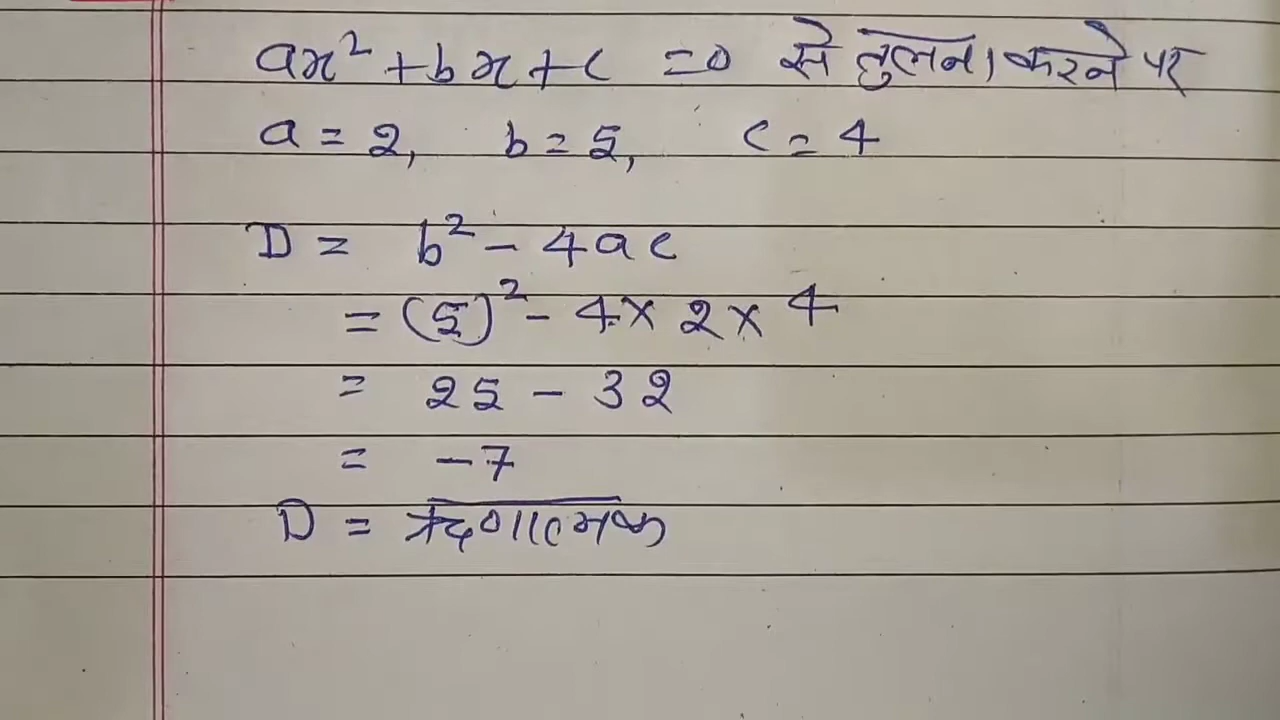 ax² + bx + c = 0 से तुलना करने पर
a = 2, b = 5, c = 4
D = b² - 4ac
= (5)² - 4 × 2 × 4
= 25 - 32
= -7
D = ऋणात्मक